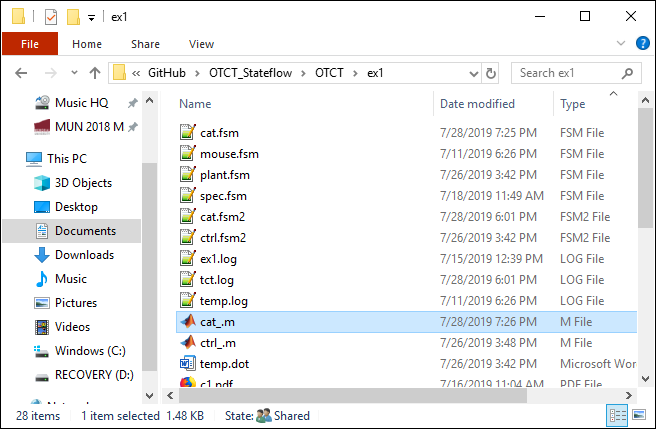 ex1
File Home Share View
« GitHub > OTCT_Stateflow > OTCT > ex1 Search ex1
Music HQ
MUN 2018 M
This PC
3D Objects
Desktop
Documents
Downloads
Music
Pictures
Videos
Windows (C:)
RECOVERY (D:)
Name Date modified Type
cat.fsm 7/28/2019 7:25 PM FSM File
mouse.fsm 7/11/2019 6:26 PM FSM File
plant.fsm 7/26/2019 3:42 PM FSM File
spec.fsm 7/18/2019 11:49 AM FSM File
cat.fsm2 7/28/2019 6:01 PM FSM2 File
ctrl.fsm2 7/26/2019 3:42 PM FSM2 File
ex1.log 7/15/2019 12:39 PM LOG File
tct.log 7/28/2019 6:01 PM LOG File
temp.log 7/11/2019 6:26 PM LOG File
cat_.m 7/28/2019 7:26 PM M File
ctrl_.m 7/26/2019 3:48 PM M File
temp.dot 7/26/2019 3:42 PM Microsoft Wor
c1.pdf 7/16/2019 11:04 AM PDF File
28 items 1 item selected 1.48 KB State: Shared